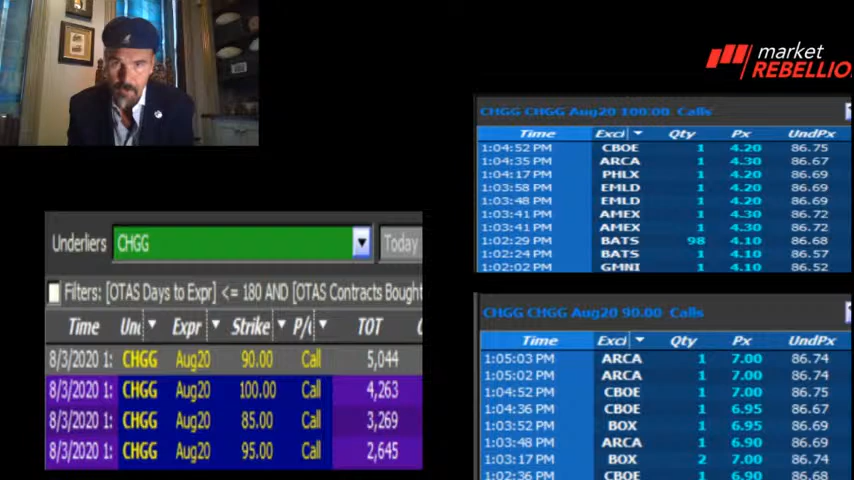 market
REBELLIO
CHGG CHGG Aug20 100.00 Calls
Time Exci Qty Px UndPx
1:04:52 PM CBOE 1 4.20 86.75
1:04:35 PM ARCA 1 4.30 86.67
1:04:17 PM PHLX 1 4.20 86.69
1:03:58 PM EMLD 1 4.20 86.69
1:03:48 PM EMLD 1 4.20 86.69
1:03:41 PM AMEX 1 4.30 86.72
1:03:41 PM AMEX 1 4.30 86.72
1:02:29 PM BATS 98 4.10 86.68
1:02:24 PM BATS 1 4.10 86.57
1:02:02 PM GMNI 1 4.10 86.52
Underliers CHGG Today
Filters: [OTAS Days to Expr] <= 180 AND [OTAS Contracts Bought
Time Un Expr Strike P/ TOT
8/3/2020 1: CHGG Aug20 90.00 Call 5,044
8/3/2020 1: CHGG Aug20 100.00 Call 4,263
8/3/2020 1: CHGG Aug20 85.00 Call 3,269
8/3/2020 1: CHGG Aug20 95.00 Call 2,645
CHGG CHGG Aug20 90.00 Calls
Time Exci Qty Px UndPx
1:05:03 PM ARCA 1 7.00 86.74
1:05:02 PM ARCA 1 7.00 86.74
1:04:52 PM CBOE 1 7.00 86.75
1:04:36 PM CBOE 1 6.95 86.67
1:03:52 PM BOX 1 6.95 86.69
1:03:48 PM ARCA 1 6.90 86.69
1:03:17 PM BOX 2 7.00 86.74
1:02:36 PM CBOE 1 6.90 86.68